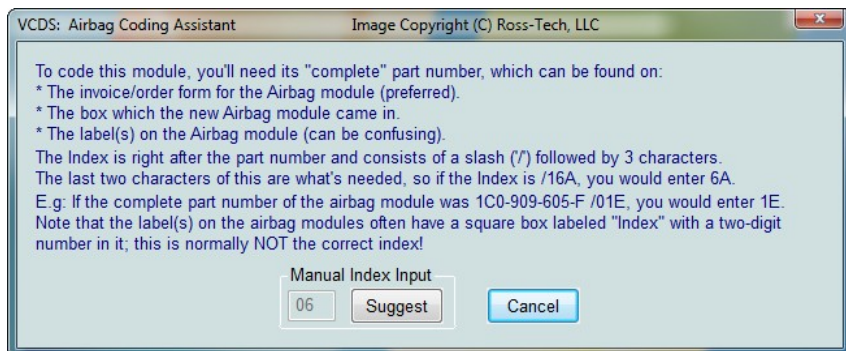 VCDS: Airbag Coding Assistant Image Copyright (C) Ross-Tech, LLC
To code this module, you'll need its "complete" part number, which can be found on:
* The invoice/order form for the Airbag module (preferred).
* The box which the new Airbag module came in.
* The label(s) on the Airbag module (can be confusing).
The Index is right after the part number and consists of a slash ('/') followed by 3 characters.
The last two characters of this are what's needed, so if the Index is /16A, you would enter 6A.
E.g: If the complete part number of the airbag module was 1C0-909-605-F /01E, you would enter 1E.
Note that the label(s) on the airbag modules often have a square box labeled "Index" with a two-digit
number in it; this is normally NOT the correct index!
Manual Index Input
06 Suggest Cancel